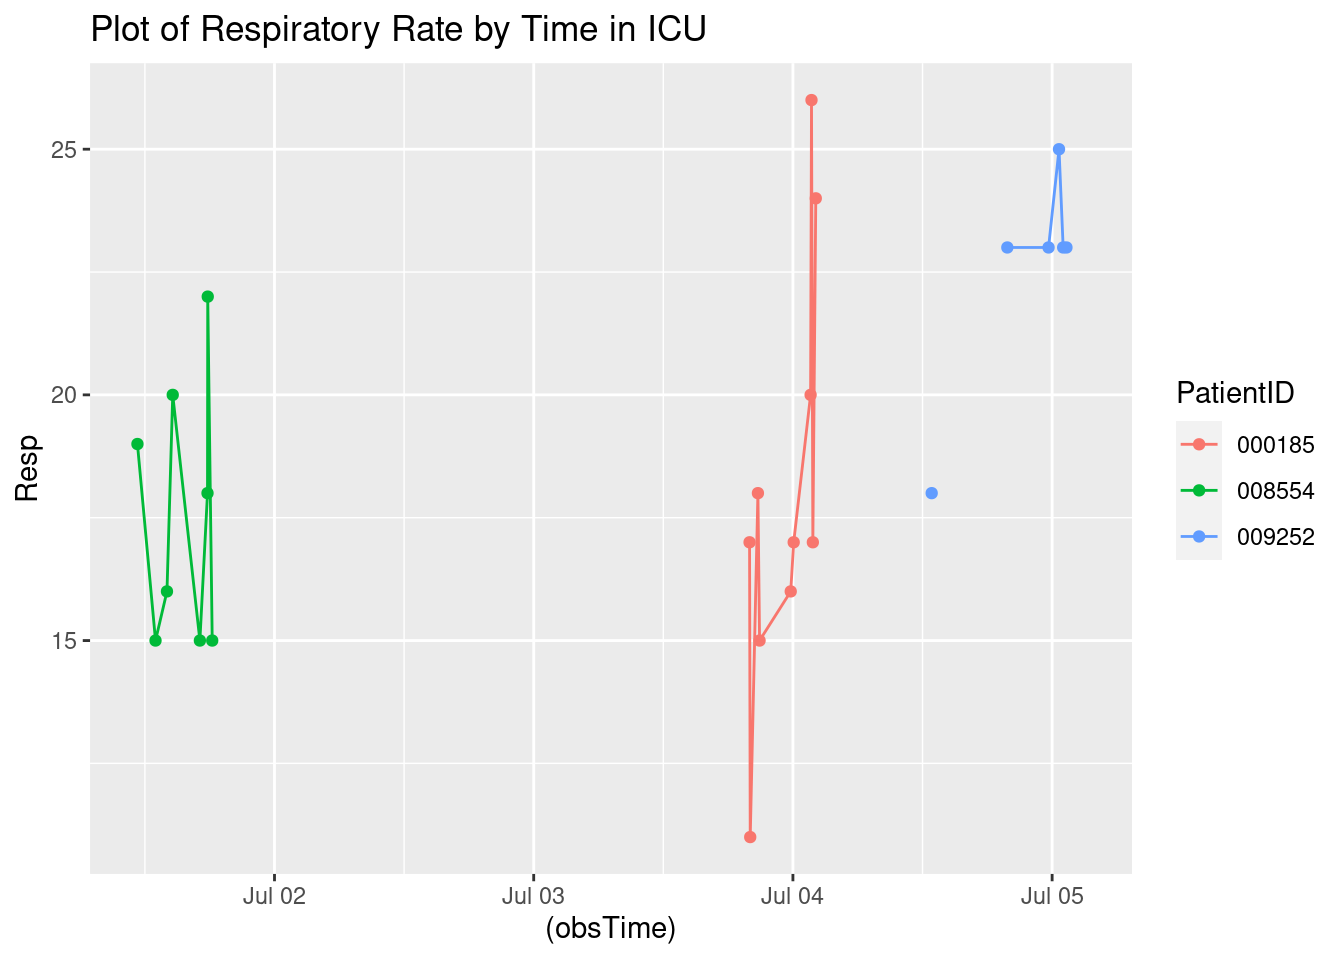 Plot of Respiratory Rate by Time in ICU
25
20
15
Resp
Jul 02
Jul 03
Jul 04
Jul 05
(obsTime)
PatientID
000185
008554
009252